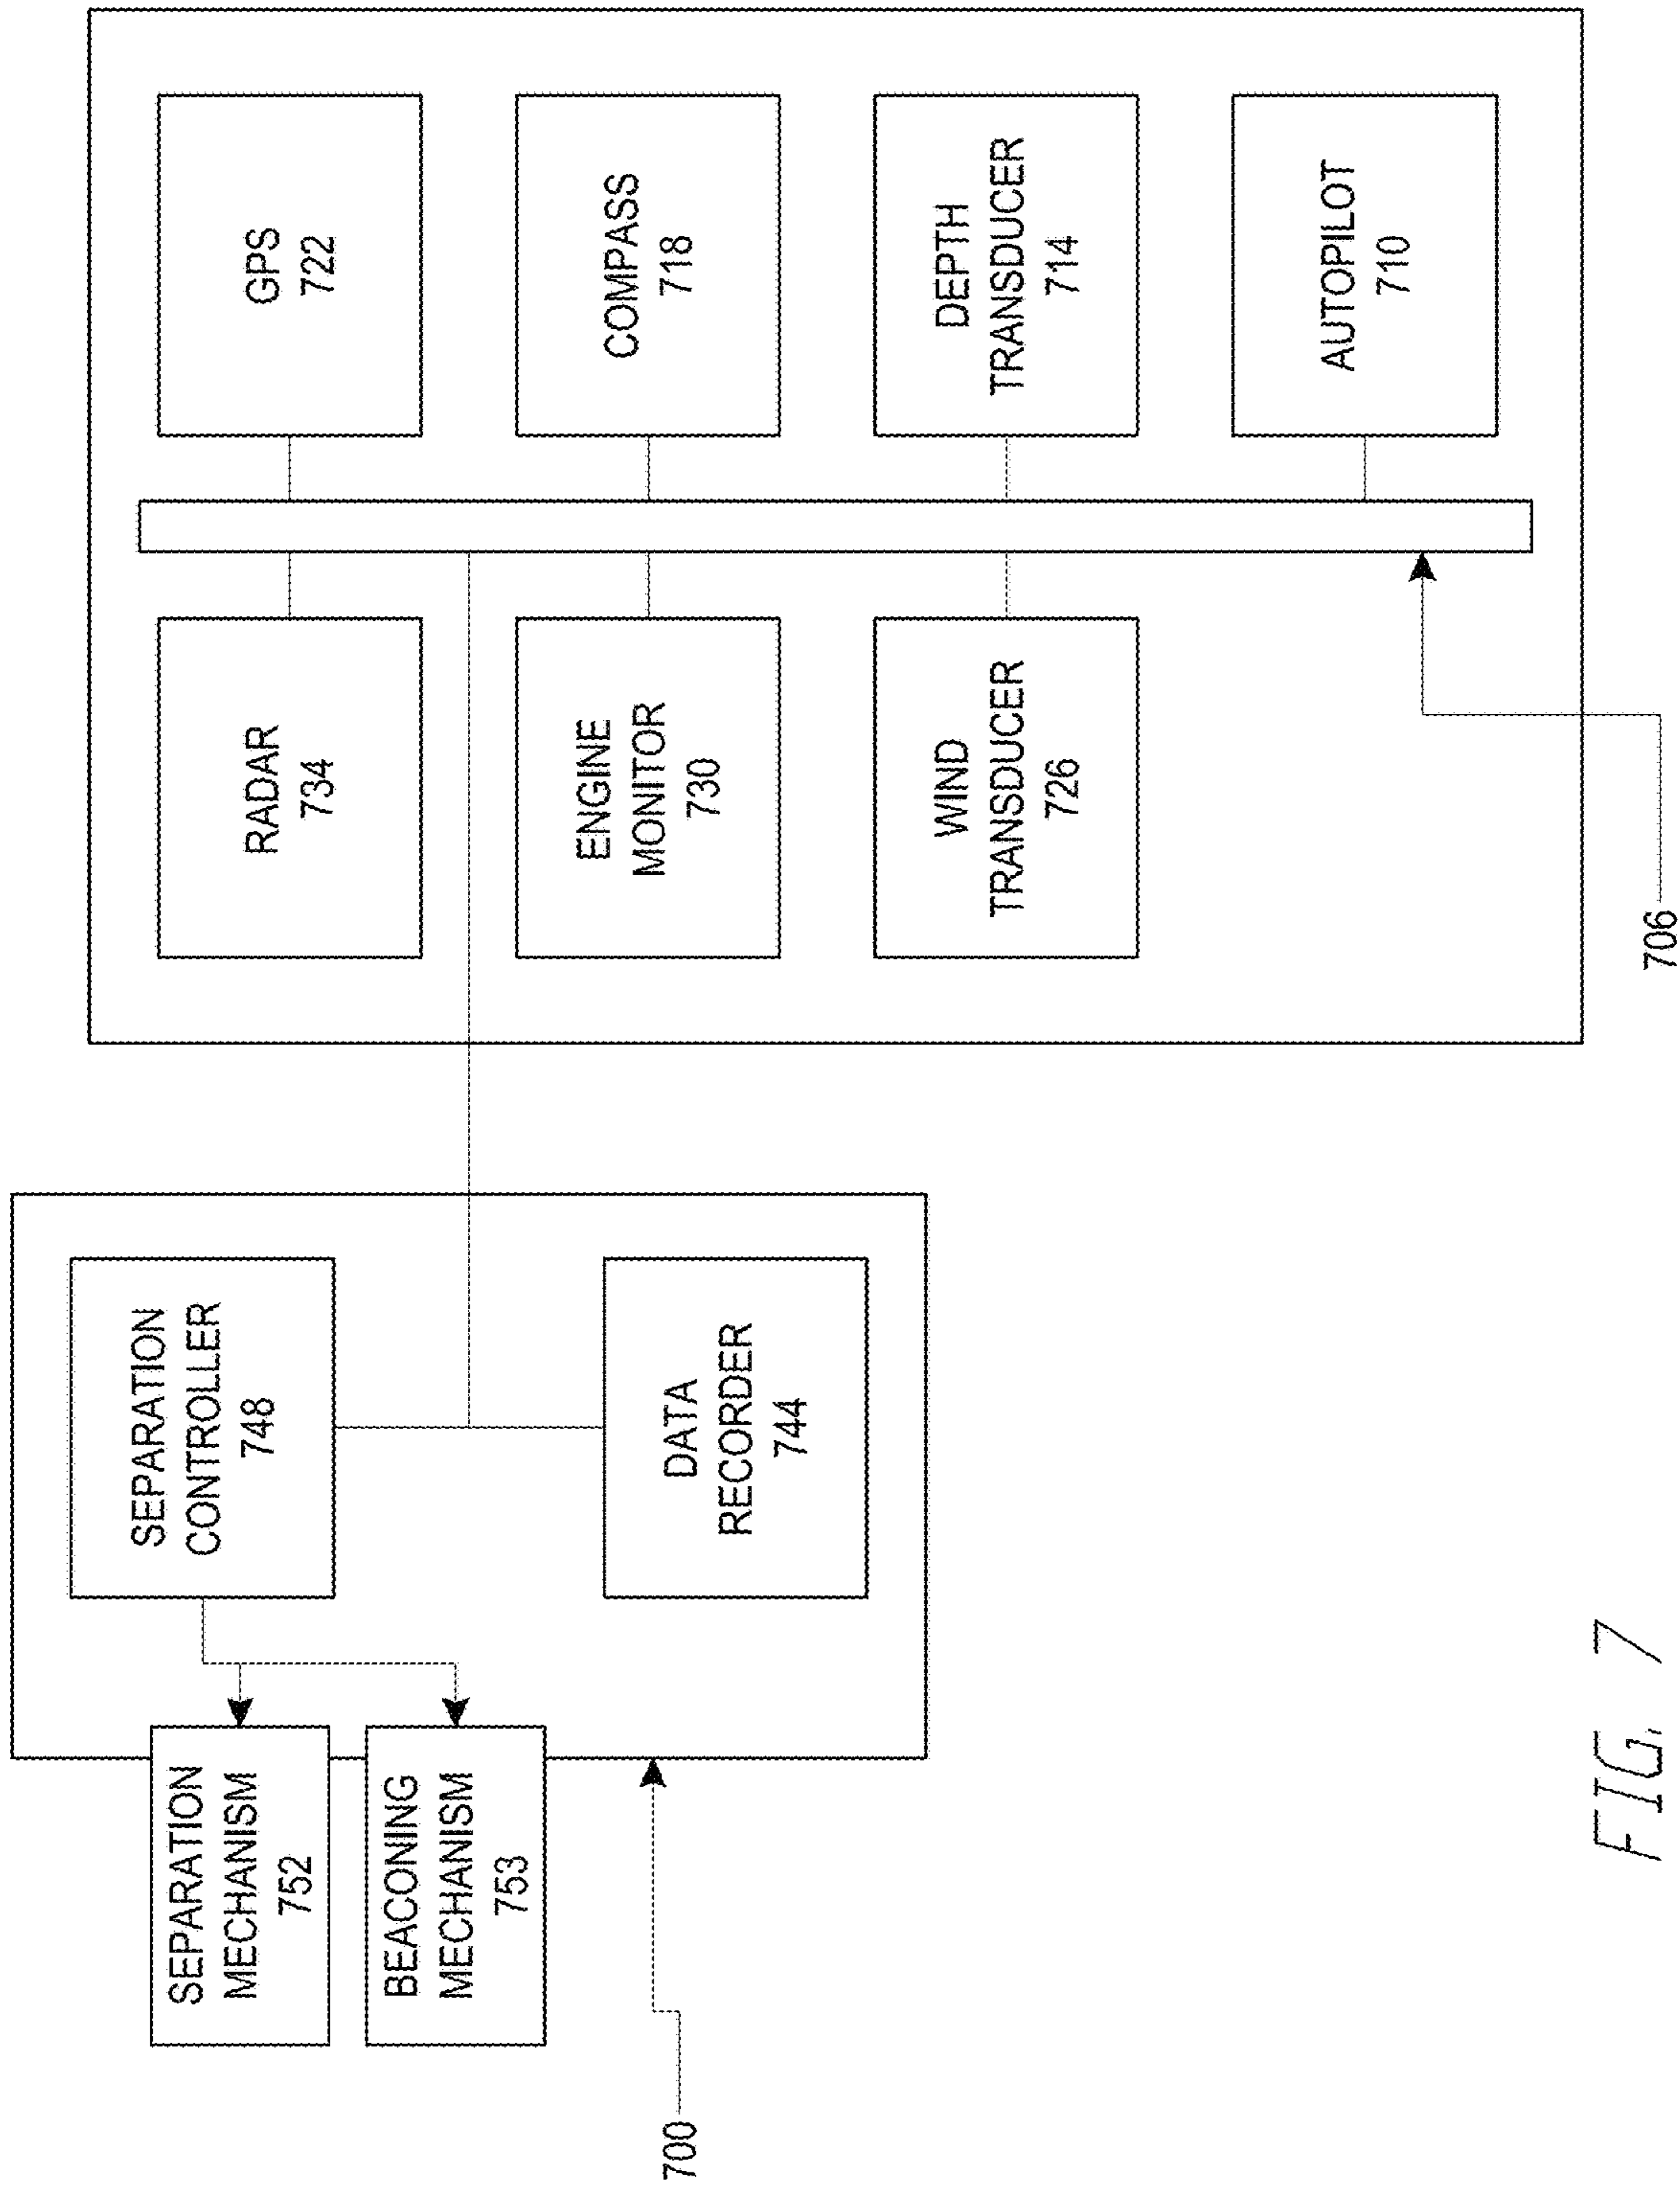 SEPARATION
MECHANISM
752
BEACONING
MECHANISM
753
700
SEPARATION
CONTROLLER
748
DATA
RECORDER
744
RADAR
734
ENGINE
MONITOR
730
WIND
TRANSDUCER
726
706
GPS
722
COMPASS
718
DEPTH
TRANSDUCER
714
AUTOPILOT
710
FIG. 7